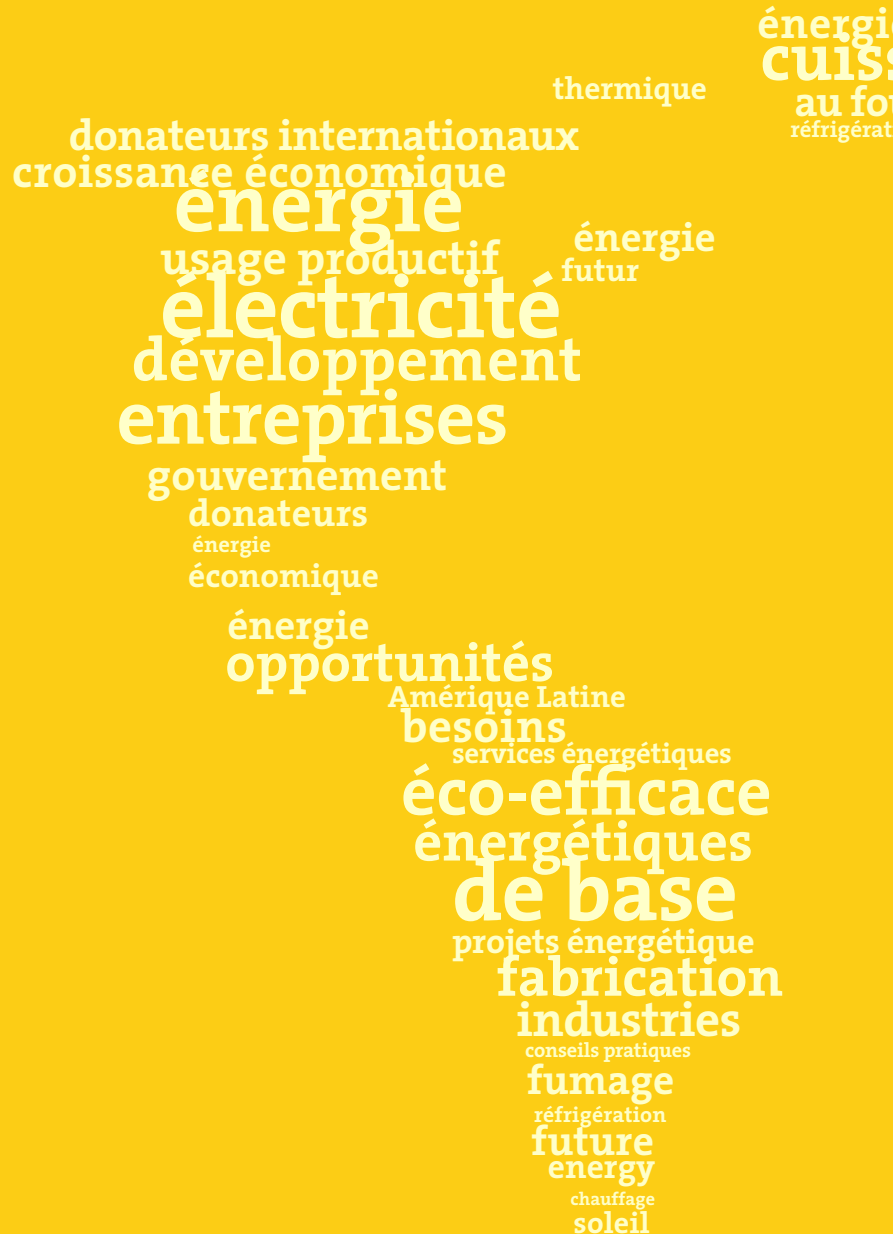 énergie
cuiss
thermique
au fou
réfrigérati
donateurs internationaux
croissance économique
énergie
énergie
usage productif
futur
électricité
développement
entreprises
gouvernement
donateurs
énergie
économique
énergie
opportunités
Amérique Latine
besoins
services énergétiques
éco-efficace
énergétiques
de base
projets énergétique
fabrication
industries
conseils pratiques
fumage
réfrigération
future
energy
chauffage
soleil